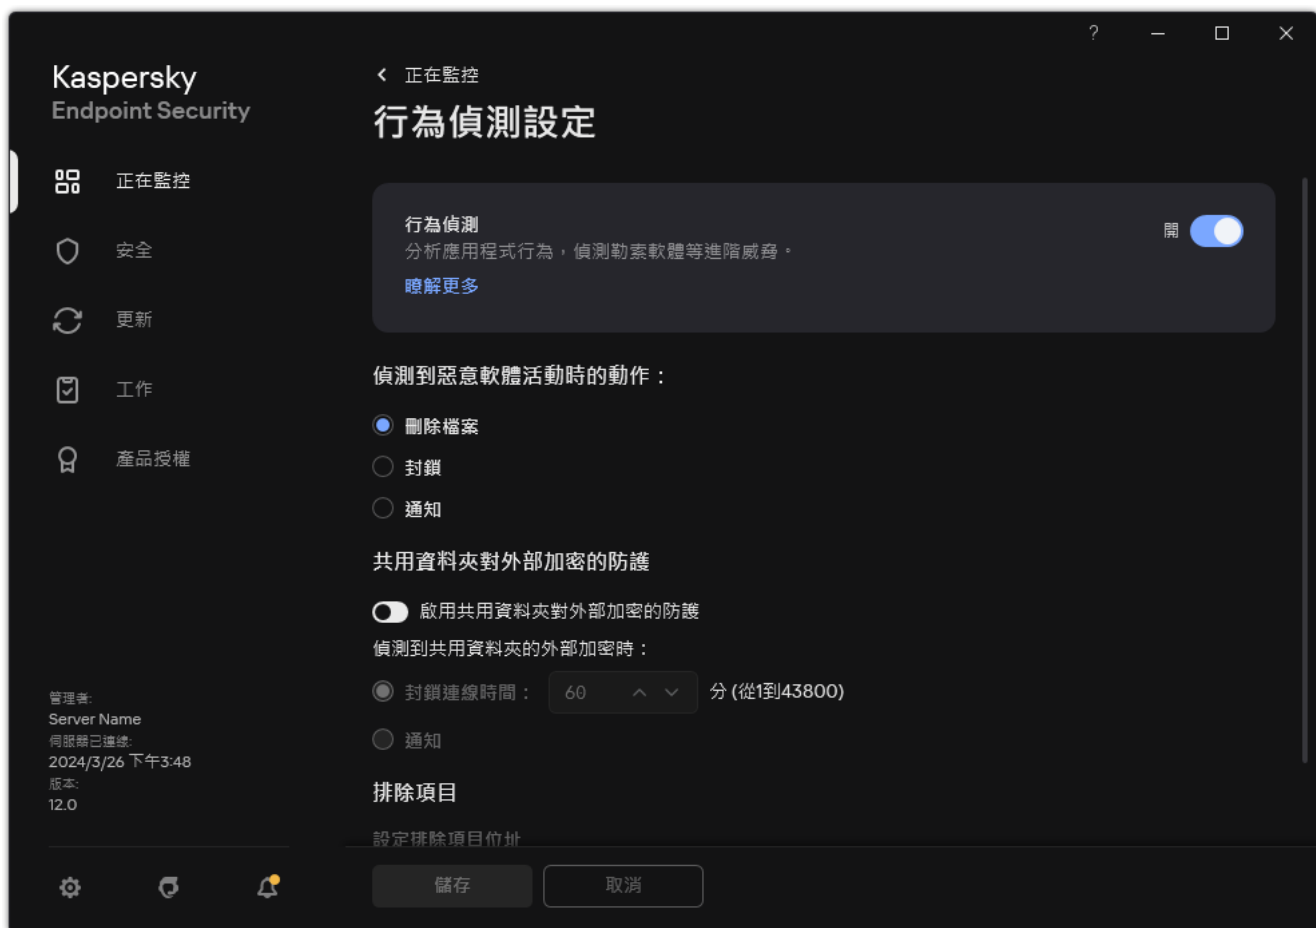 ?
Kaspersky
Endpoint Security
正在監控
安全
更新
工作
產品授權
管理者:
Server Name
伺服器已連線:
2024/3/26 下午3:48
版本:
12.0
正在監控
行為偵測設定
行為偵測
分析應用程式行為，偵測勒索軟體等進階威脅。
瞭解更多
開
偵測到惡意軟體活動時的動作：
刪除檔案
封鎖
通知
共用資料夾對外部加密的防護
啟用共用資料夾對外部加密的防護
偵測到共用資料夾的外部加密時：
封鎖連線時間： 60 分 (從1到43800)
通知
排除項目
設定排除項目位址
儲存 取消